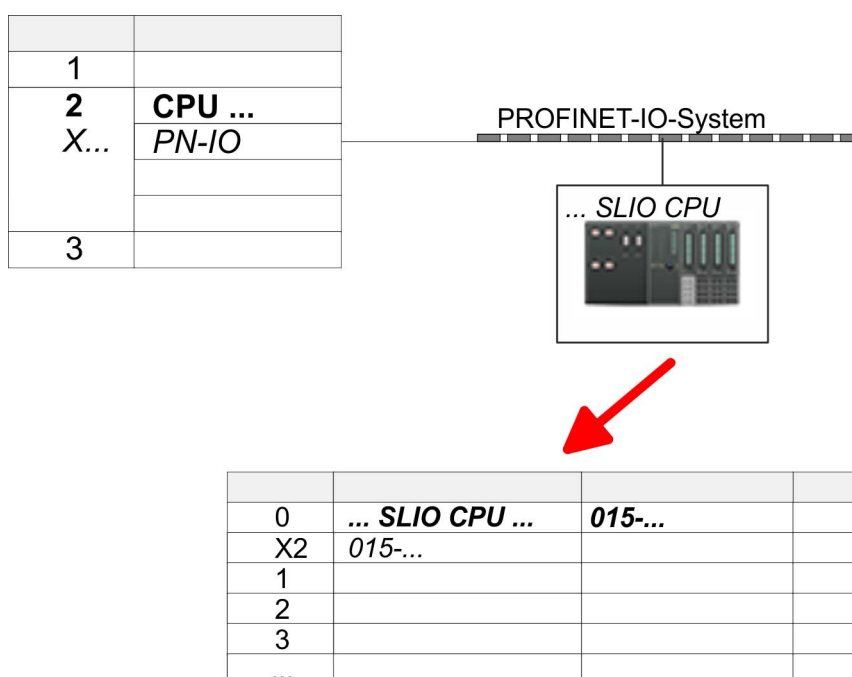 1
2 CPU ...
X... PN-IO
3
PROFINET-IO-System
... SLIO CPU
0 ... SLIO CPU ... 015-...
X2 015-...
1
2
3
...